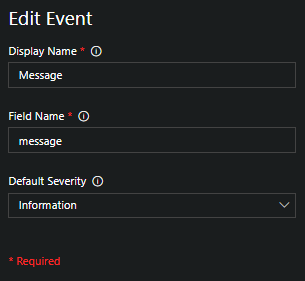 Edit Event
Display Name *
Message
Field Name *
message
Default Severity
Information
* Required